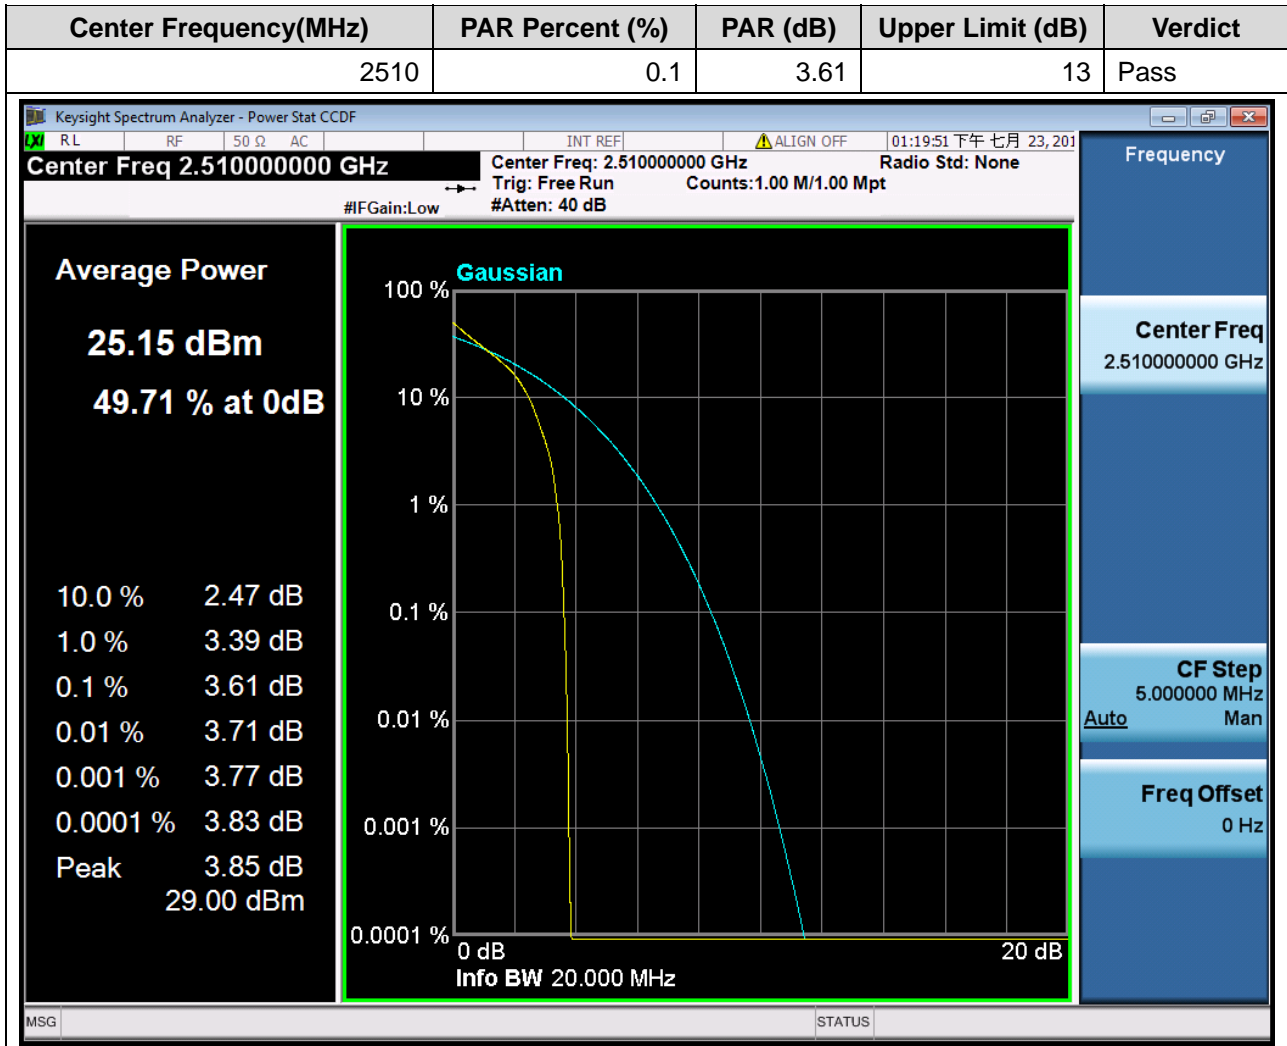 Center Frequency(MHz) PAR Percent (%) PAR (dB) Upper Limit (dB) Verdict
2510 0.1 3.61 13 Pass
Keysight Spectrum Analyzer - Power Stat CCDF
LXI RL RF 50 Ω AC INT REF ALIGN OFF 01:19:51 下午 七月 23, 201
Center Freq 2.510000000 GHz
Center Freq: 2.510000000 GHz Radio Std: None
Trig: Free Run Counts:1.00 M/1.00 Mpt
#IFGain:Low #Atten: 40 dB
Frequency
Average Power
25.15 dBm
49.71 % at 0dB
10.0 % 2.47 dB
1.0 % 3.39 dB
0.1 % 3.61 dB
0.01 % 3.71 dB
0.001 % 3.77 dB
0.0001 % 3.83 dB
Peak 3.85 dB
29.00 dBm
Gaussian
100 %
10 %
1 %
0.1 %
0.01 %
0.001 %
0.0001 %
0 dB 20 dB
Info BW 20.000 MHz
Center Freq
2.510000000 GHz
CF Step
5.000000 MHz
Auto Man
Freq Offset
0 Hz
MSG STATUS